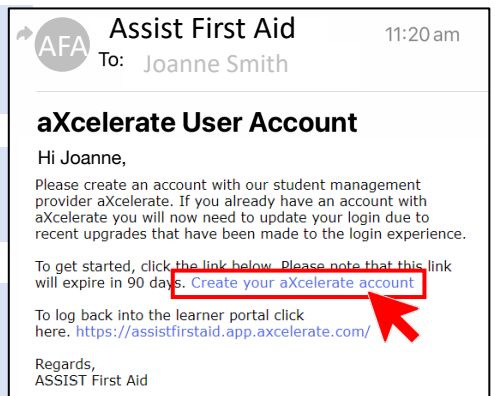 AFA Assist First Aid 11:20 am
To: Joanne Smith
aXcelerate User Account
Hi Joanne,
Please create an account with our student management
provider aXcelerate. If you already have an account with
aXcelerate you will now need to update your login due to
recent upgrades that have been made to the login experience.
To get started, click the link below. Please note that this link
will expire in 90 days. Create your aXcelerate account
To log back into the learner portal click
here. https://assistfirstaid.app.axcelerate.com/
Regards,
ASSIST First Aid